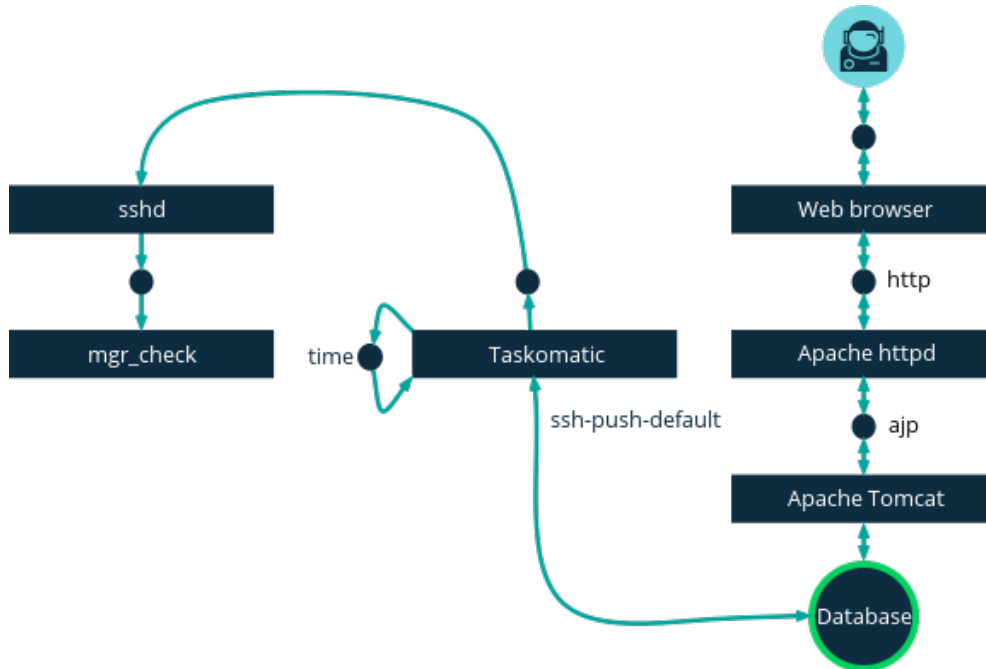 sshd
Web browser
http
mgr_check
time
Taskomatic
Apache httpd
ssh-push-default
ajp
Apache Tomcat
Database